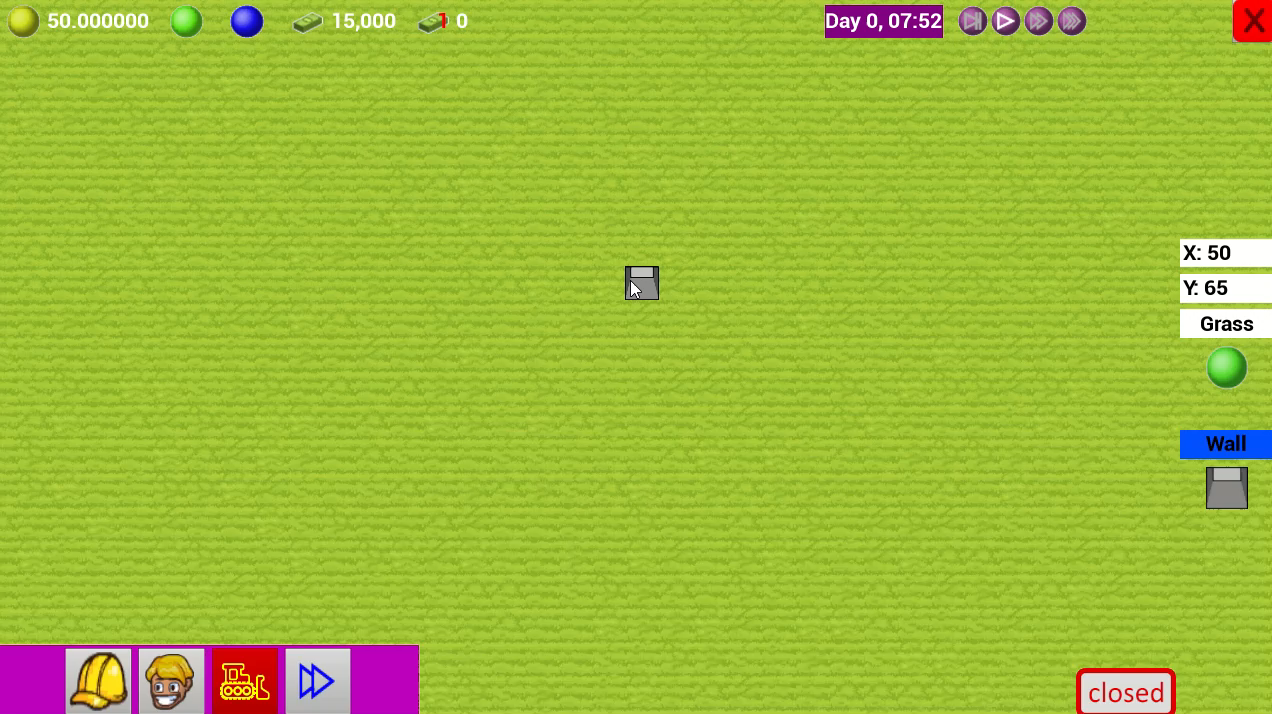 50.000000
15,000
1 0
Day 0, 07:52
X
X: 50
Y: 65
Grass
Wall
closed